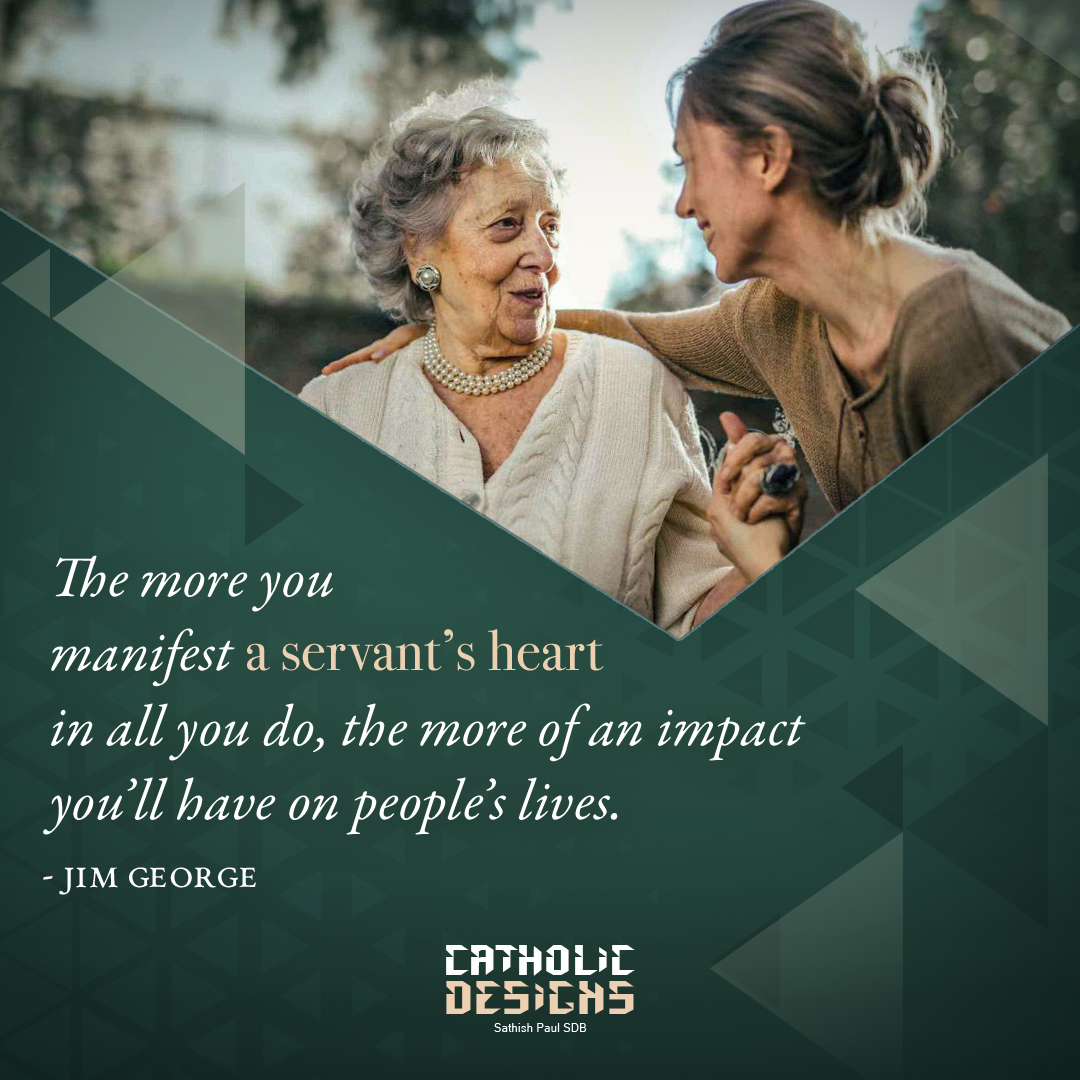 The more you
manifest a servant’s heart
in all you do, the more of an impact
you’ll have on people’s lives.
- JIM GEORGE
CATHOLIC
DESIGNS
Sathish Paul SDB